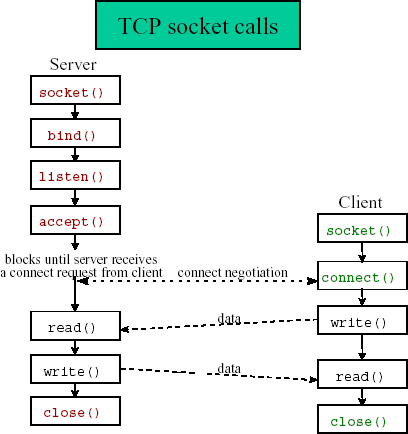 TCP socket calls
Server
socket()
bind()
listen()
accept()
blocks until server receives
a connect request from client
connect negotiation
Client
socket()
connect()
read()
data
write()
write()
data
read()
close()
close()